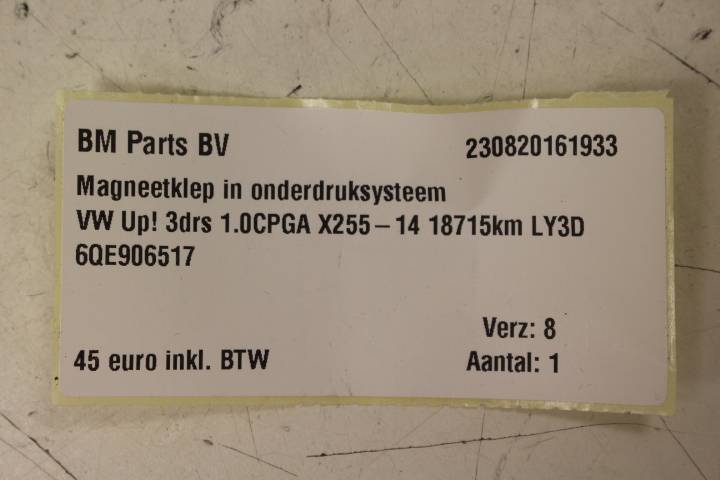 BM Parts BV 230820161933
Magneetklep in onderdruksysteem
VW Up! 3drs 1.0CPGA X255-14 18715km LY3D
6QE906517
Verz: 8
45 euro inkl. BTW Aantal: 1